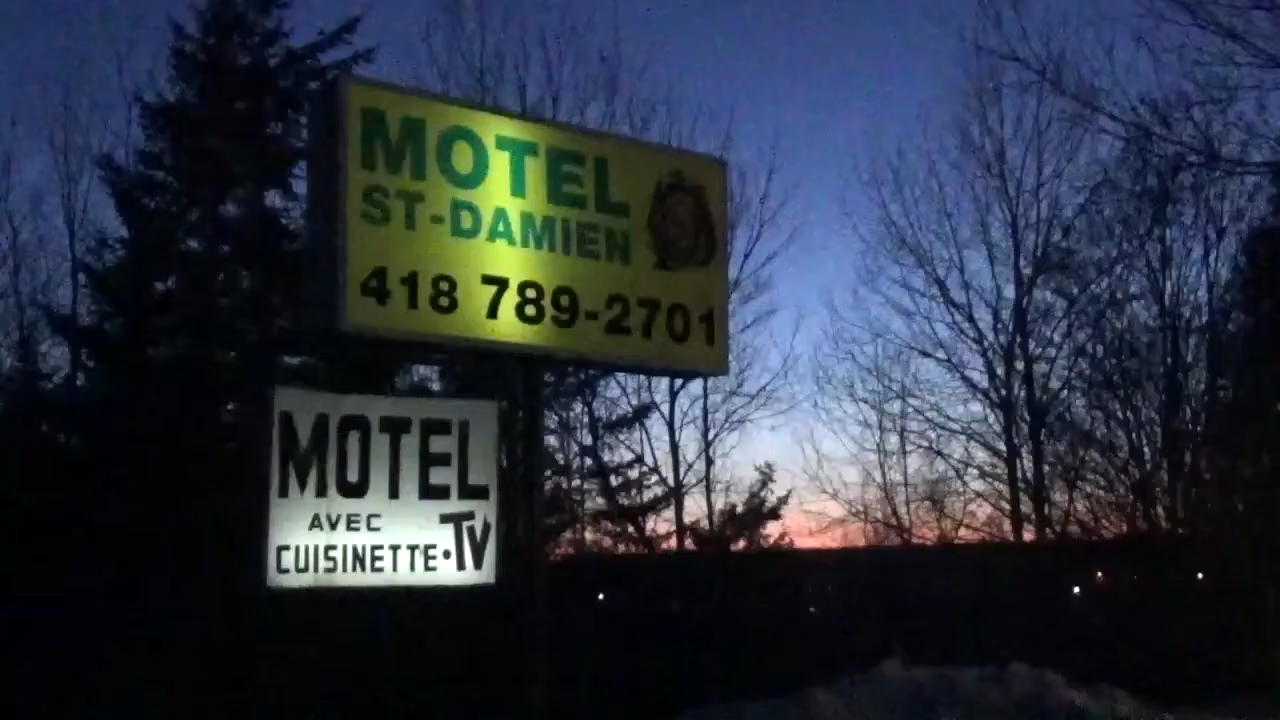 MOTEL
ST-DAMIEN
418 789-2701
MOTEL
AVEC
CUISINETTE•TV